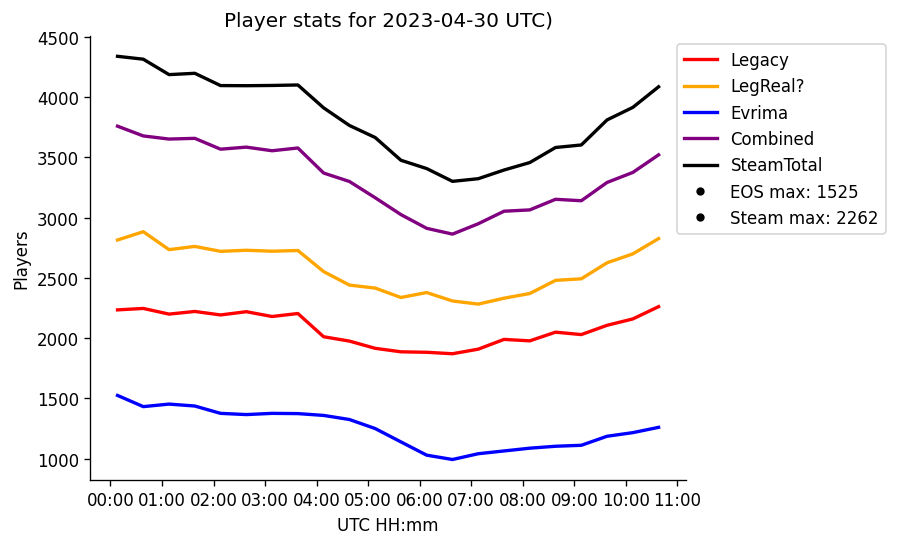 Player stats for 2023-04-30 UTC)
4500
4000
3500
3000
2500
2000
1500
1000
Players
00:00 01:00 02:00 03:00 04:00 05:00 06:00 07:00 08:00 09:00 10:00 11:00
UTC HH:mm
Legacy
LegReal?
Evrima
Combined
SteamTotal
EOS max: 1525
Steam max: 2262